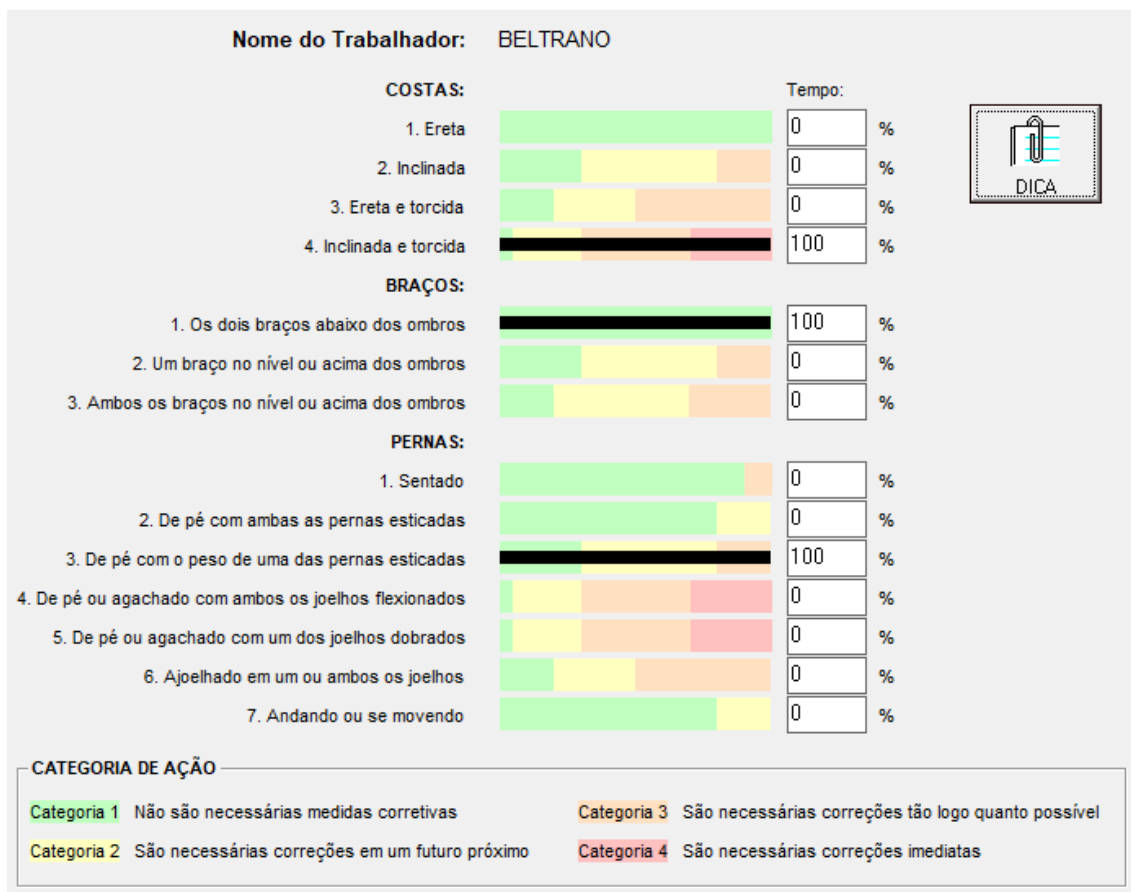 Nome do Trabalhador: BELTRANO
COSTAS: Tempo:
1. Ereta 0 %
2. Inclinada 0 %
3. Ereta e torcida 0 %
4. Inclinada e torcida 100 %
DICA
BRAÇOS:
1. Os dois braços abaixo dos ombros 100 %
2. Um braço no nível ou acima dos ombros 0 %
3. Ambos os braços no nível ou acima dos ombros 0 %
PERNAS:
1. Sentado 0 %
2. De pé com ambas as pernas esticadas 0 %
3. De pé com o peso de uma das pernas esticadas 100 %
4. De pé ou agachado com ambos os joelhos flexionados 0 %
5. De pé ou agachado com um dos joelhos dobrados 0 %
6. Ajoelhado em um ou ambos os joelhos 0 %
7. Andando ou se movendo 0 %
CATEGORIA DE AÇÃO
Categoria 1 Não são necessárias medidas corretivas Categoria 3 São necessárias correções tão logo quanto possível
Categoria 2 São necessárias correções em um futuro próximo Categoria 4 São necessárias correções imediatas